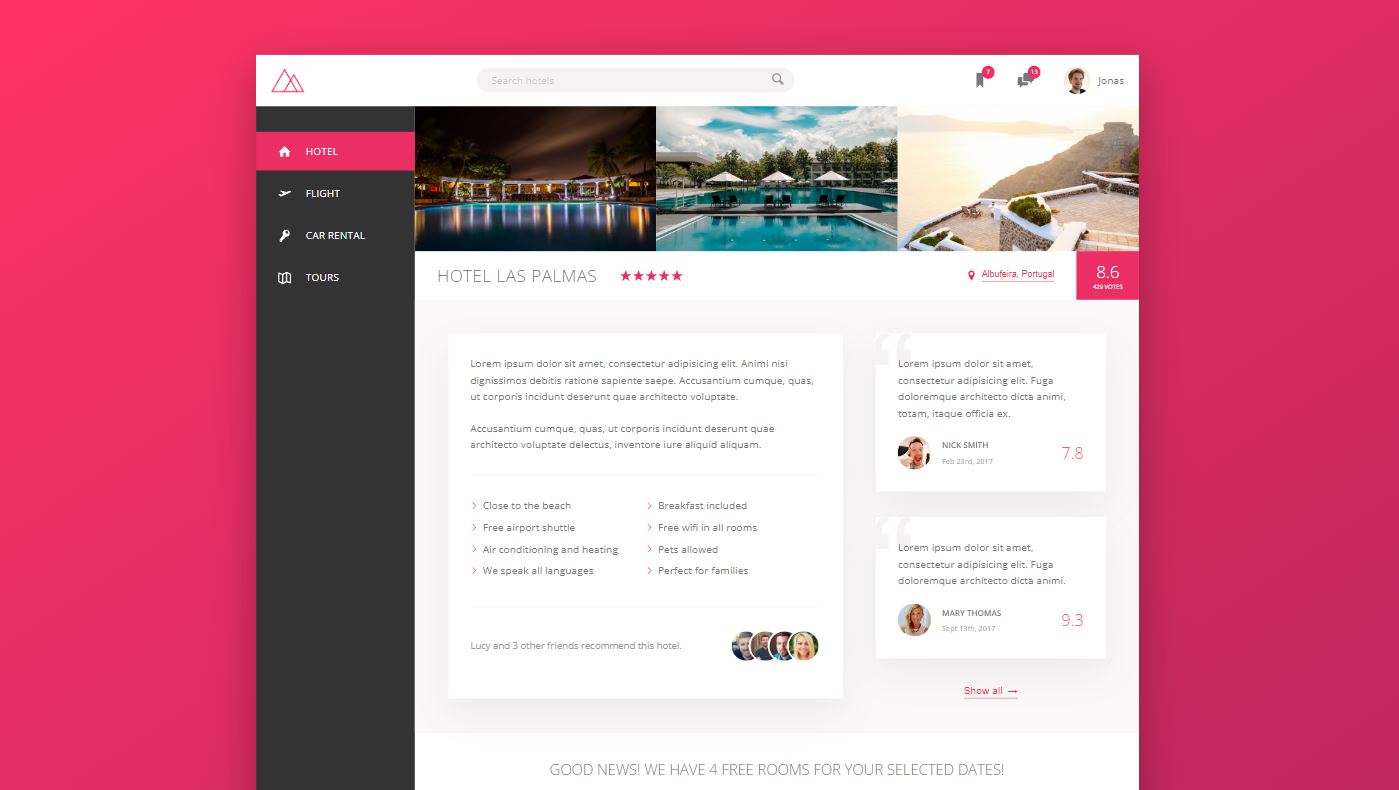 Search hotels
7
13
Jonas
HOTEL
FLIGHT
CAR RENTAL
TOURS
HOTEL LAS PALMAS
Albufeira, Portugal
8.6
429 VOTES
Lorem ipsum dolor sit amet, consectetur adipisicing elit. Animi nisi
dignissimos debitis ratione sapiente saepe. Accusantium cumque, quas,
ut corporis incidunt deserunt quae architecto voluptate.
Accusantium cumque, quas, ut corporis incidunt deserunt quae
architecto voluptate delectus, inventore iure aliquid aliquam.
Close to the beach
Free airport shuttle
Air conditioning and heating
We speak all languages
Breakfast included
Free wifi in all rooms
Pets allowed
Perfect for families
Lucy and 3 other friends recommend this hotel.
“
Lorem ipsum dolor sit amet,
consectetur adipisicing elit. Fuga
doloremque architecto dicta animi,
totam, itaque officia ex.
NICK SMITH
Feb 23rd, 2017
7.8
“
Lorem ipsum dolor sit amet,
consectetur adipisicing elit. Fuga
doloremque architecto dicta animi.
MARY THOMAS
Sept 13th, 2017
9.3
Show all →
GOOD NEWS! WE HAVE 4 FREE ROOMS FOR YOUR SELECTED DATES!